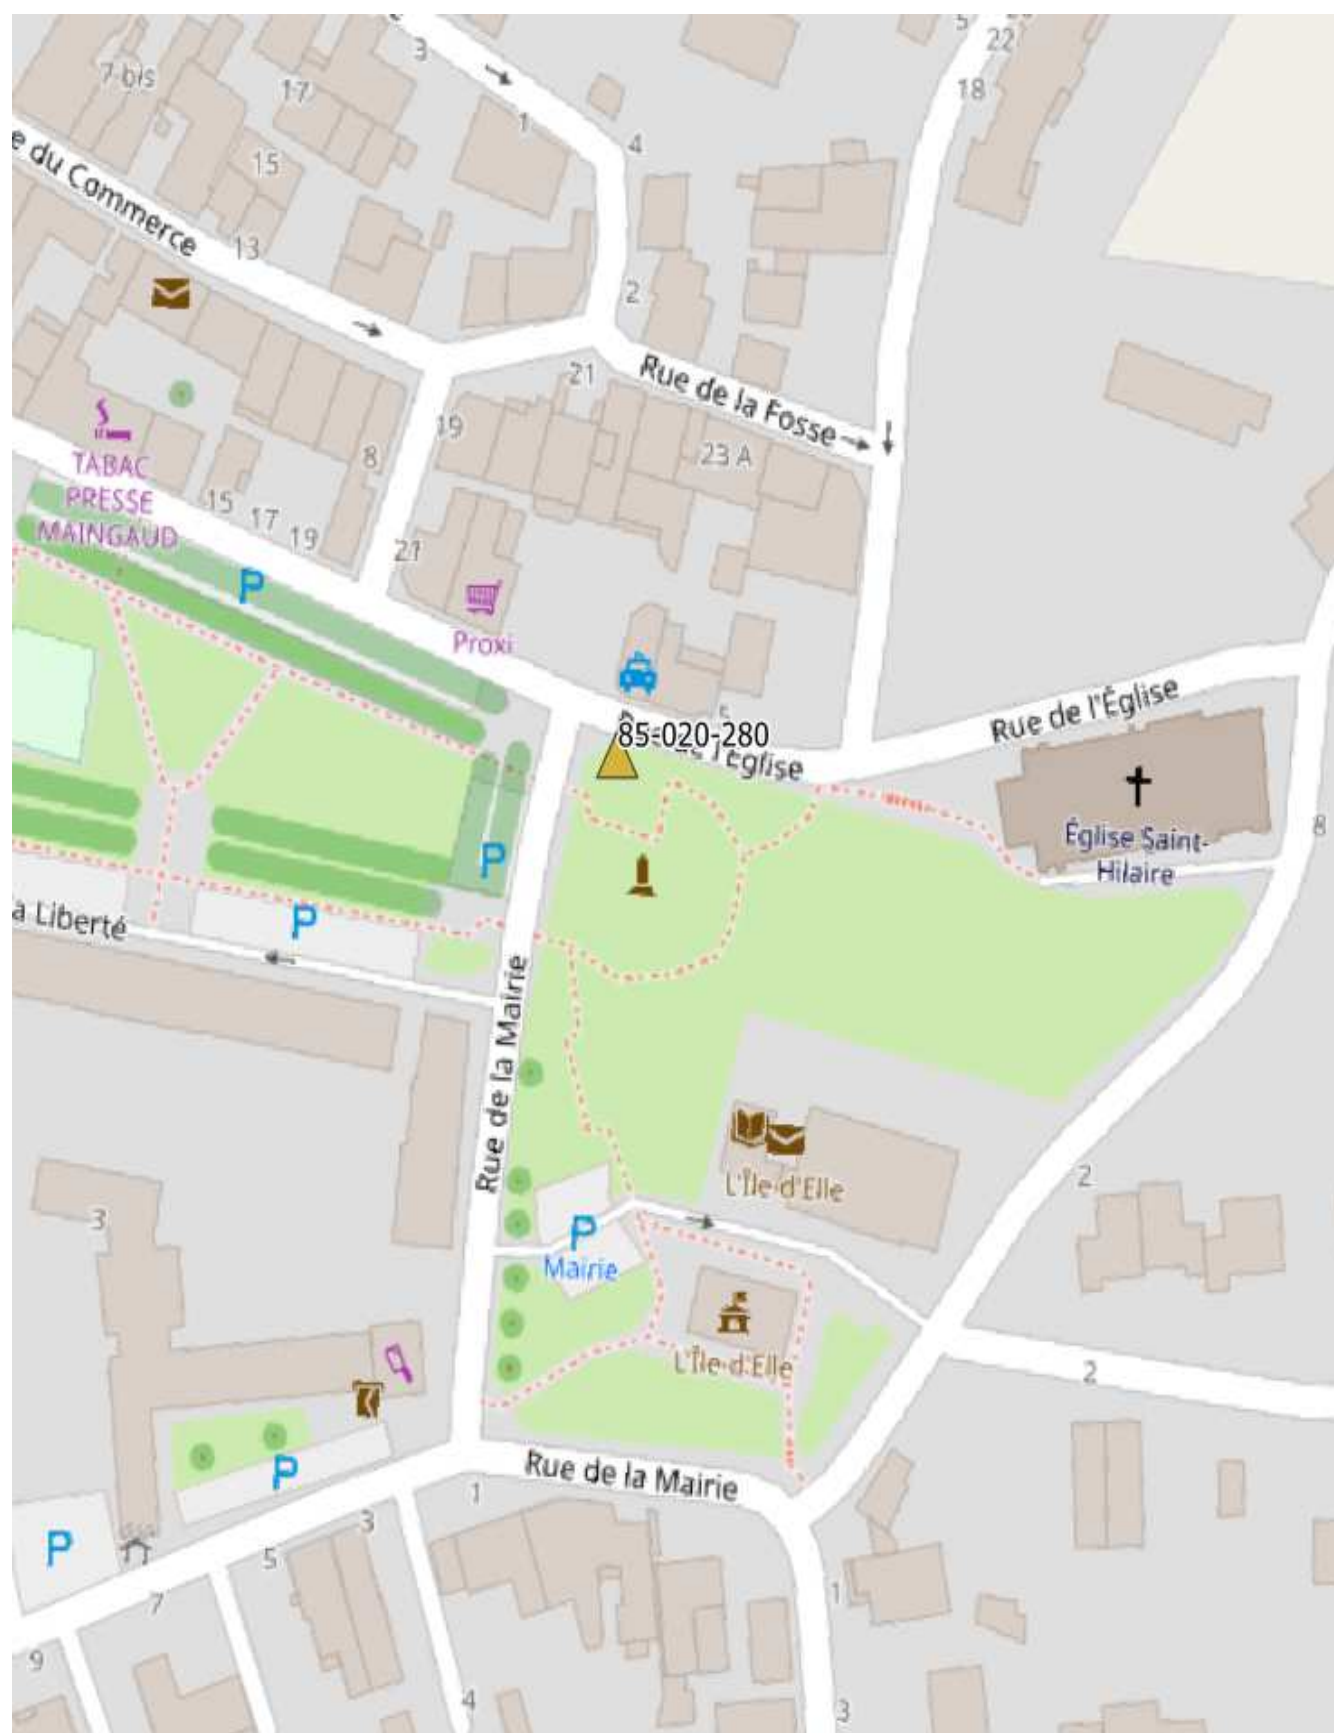 3
5
22
7 bis
17
18
1
4
15
e du Commerce
13
2
21
Rue de la Fosse
19
8
23 A
TABAC
PRESSE
MAINGAUD
15
17
19
21
P
Proxi
Rue de l'Église
85-020-280
l'Église
8
P
Église Saint-
Hilaire
P
a Liberté
Rue de la Mairie
L'Île-d'Elle
2
3
P
Mairie
L'Île-d'Elle
2
P
Rue de la Mairie
1
3
P
5
7
1
9
4
3